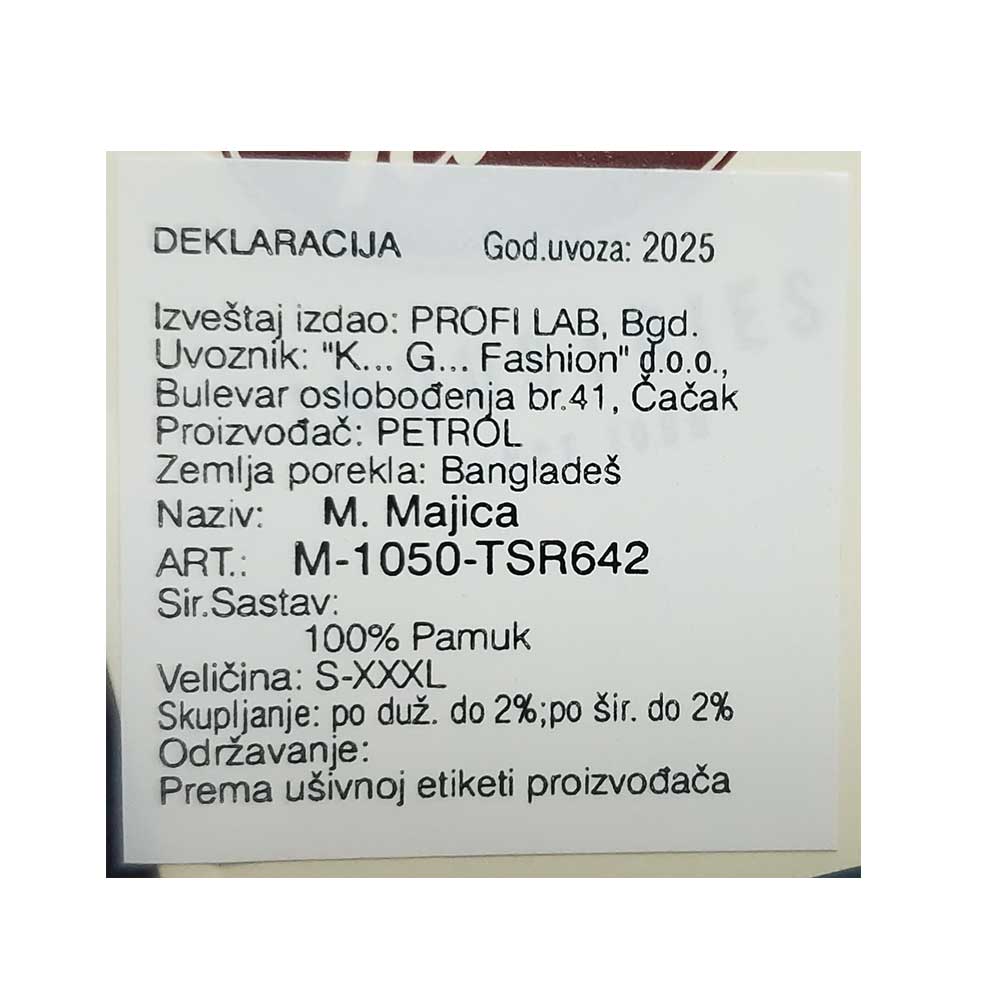 DEKLARACIJA God.uvoza: 2025
Izveštaj izdao: PROFI LAB, Bgd.
Uvoznik: "K... G... Fashion" d.o.o.,
Bulevar oslobođenja br.41, Čačak
Proizvođač: PETROL
Zemlja porekla: Bangladeš
Naziv: M. Majica
ART.: M-1050-TSR642
Sir.Sastav:
100% Pamuk
Veličina: S-XXXL
Skupljanje: po duž. do 2%;po šir. do 2%
Održavanje:
Prema ušivnoj etiketi proizvođača